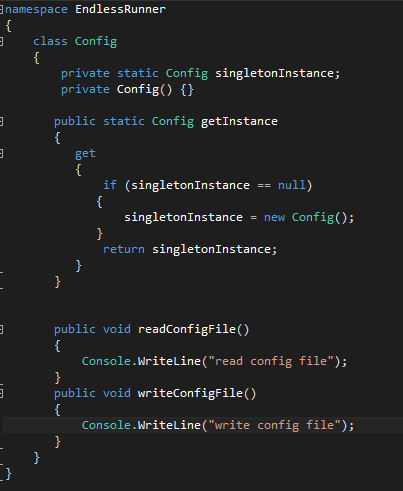 namespace EndlessRunner
{
class Config
{
private static Config singletonInstance;
private Config() {}
public static Config getInstance
{
get
{
if (singletonInstance == null)
{
singletonInstance = new Config();
}
return singletonInstance;
}
}
public void readConfigFile()
{
Console.WriteLine("read config file");
}
public void writeConfigFile()
{
Console.WriteLine("write config file");
}
}
}